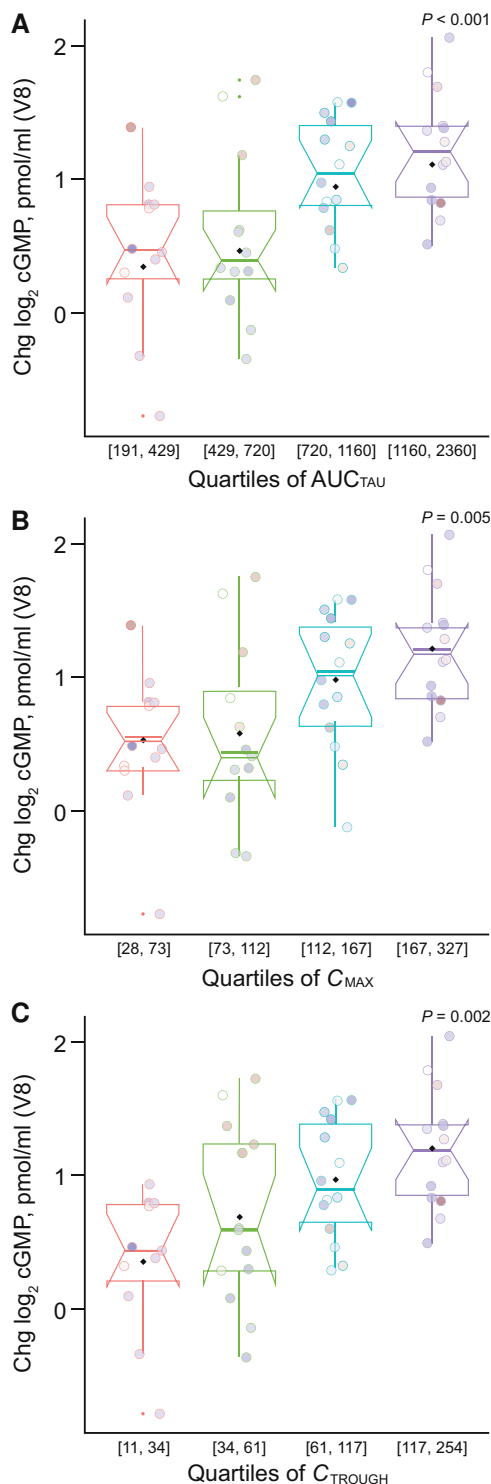 A
P < 0.001
Chg log₂ cGMP, pmol/ml (V8)
2
1
0
[191, 429] [429, 720] [720, 1160] [1160, 2360]
Quartiles of AUCTAU
B
P = 0.005
Chg log₂ cGMP, pmol/ml (V8)
2
1
0
[28, 73] [73, 112] [112, 167] [167, 327]
Quartiles of CMAX
C
P = 0.002
Chg log₂ cGMP, pmol/ml (V8)
2
1
0
[11, 34] [34, 61] [61, 117] [117, 254]
Quartiles of CTROUGH